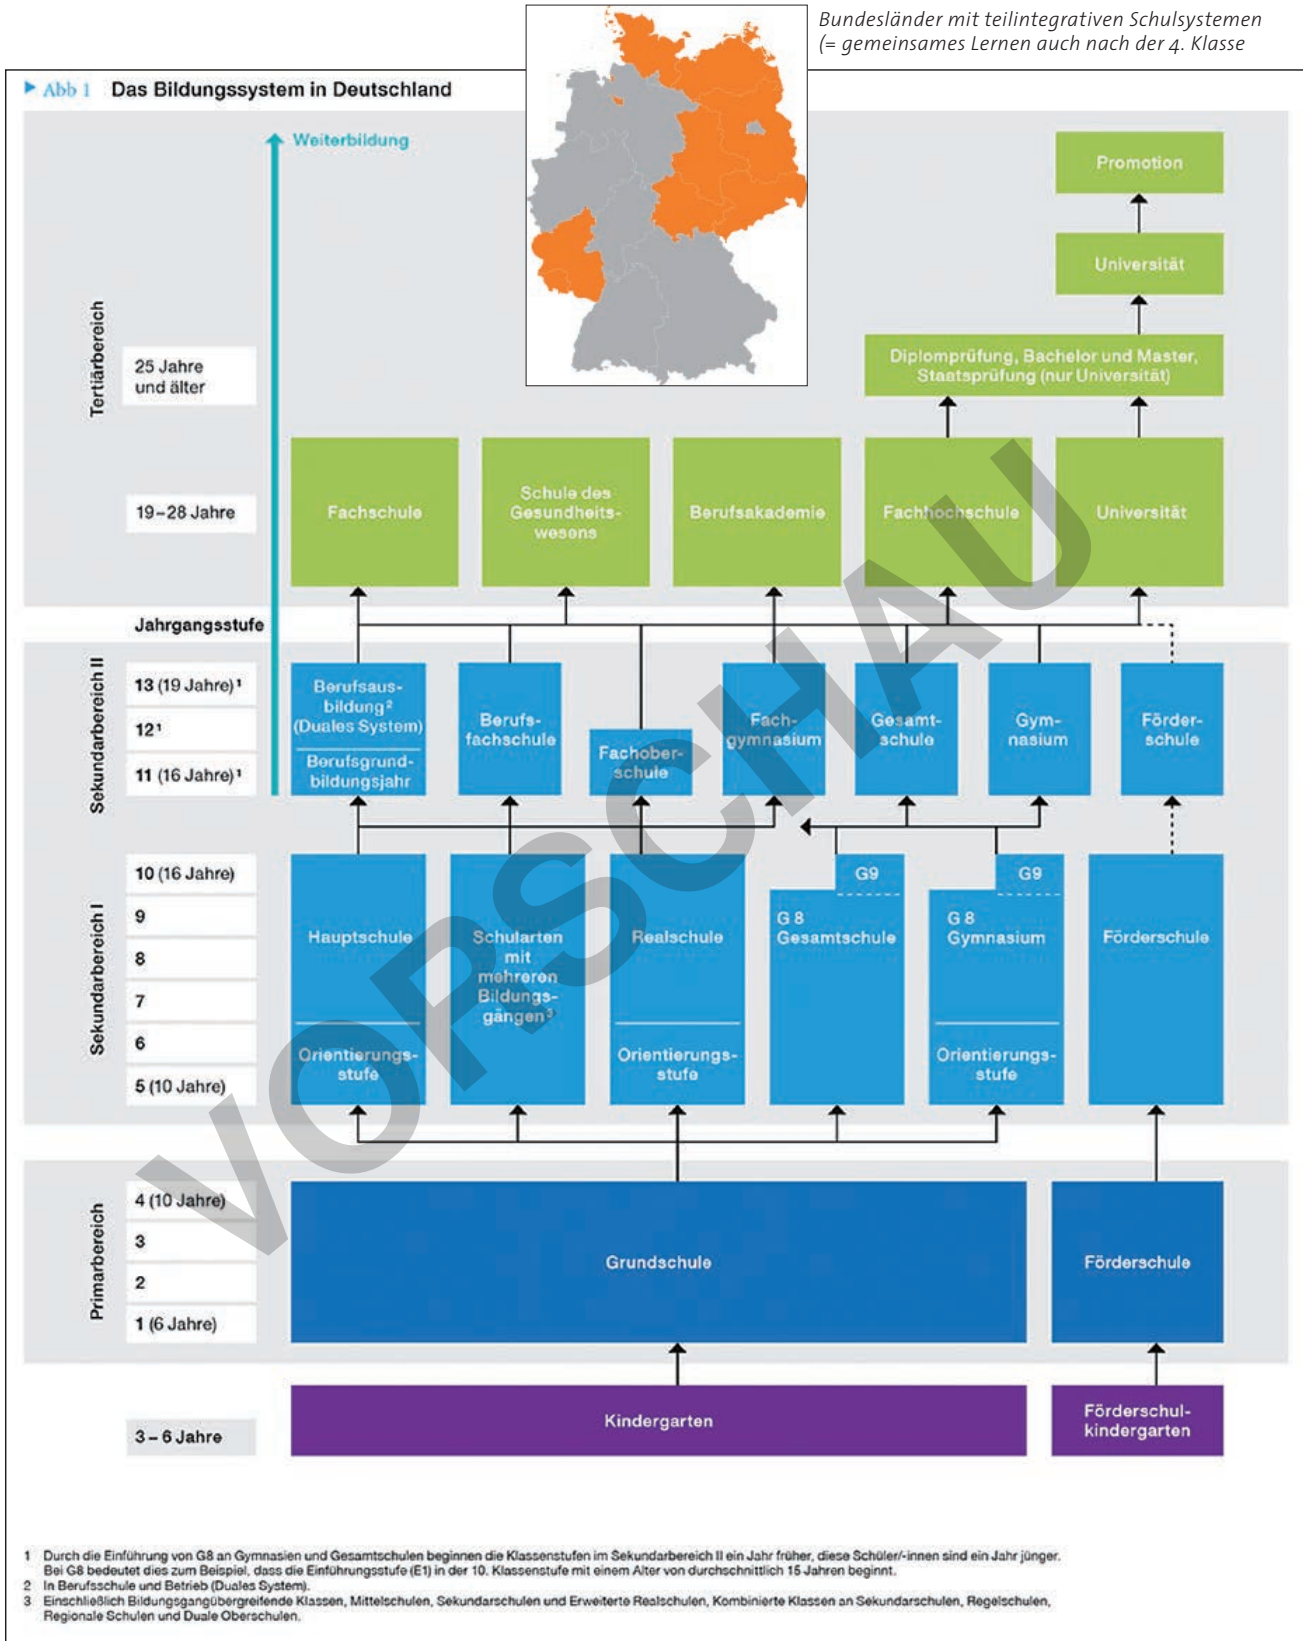 Bundesländer mit teilintegrativen Schulsystemen
(= gemeinsames Lernen auch nach der 4. Klasse
▶ Abb 1 Das Bildungssystem in Deutschland
Weiterbildung
Tertiärbereich
Promotion
Universität
25 Jahre
und älter
Diplomprüfung, Bachelor und Master,
Staatsprüfung (nur Universität)
19–28 Jahre
Fachschule
Schule des
Gesundheits-
wesens
Berufsakademie
Fachhochschule
Universität
Jahrgangsstufe
Sekundarbereich II
13 (19 Jahre)¹
12¹
11 (16 Jahre)¹
Berufsaus-
bildung²
(Duales System)
Berufsgrund-
bildungsjahr
Berufs-
fachschule
Fachober-
schule
Fach-
gymnasium
Gesamt-
schule
Gym-
nasium
Förder-
schule
Sekundarbereich I
10 (16 Jahre)
9
8
7
6
5 (10 Jahre)
Hauptschule
Orientierungs-
stufe
Schularten
mit
mehreren
Bildungs-
gängen³
Realschule
Orientierungs-
stufe
G9
G 8
Gesamtschule
G9
G 8
Gymnasium
Orientierungs-
stufe
Förderschule
Primarbereich
4 (10 Jahre)
3
2
1 (6 Jahre)
Grundschule
Förderschule
3 – 6 Jahre
Kindergarten
Förderschul-
kindergarten
VORSCHAU
1 Durch die Einführung von G8 an Gymnasien und Gesamtschulen beginnen die Klassenstufen im Sekundarbereich II ein Jahr früher, diese Schüler/-innen sind ein Jahr jünger.
Bei G8 bedeutet dies zum Beispiel, dass die Einführungsstufe (E1) in der 10. Klassenstufe mit einem Alter von durchschnittlich 15 Jahren beginnt.
2 In Berufsschule und Betrieb (Duales System).
3 Einschließlich Bildungsgangübergreifende Klassen, Mittelschulen, Sekundarschulen und Erweiterte Realschulen, Kombinierte Klassen an Sekundarschulen, Regelschulen,
Regionale Schulen und Duale Oberschulen.